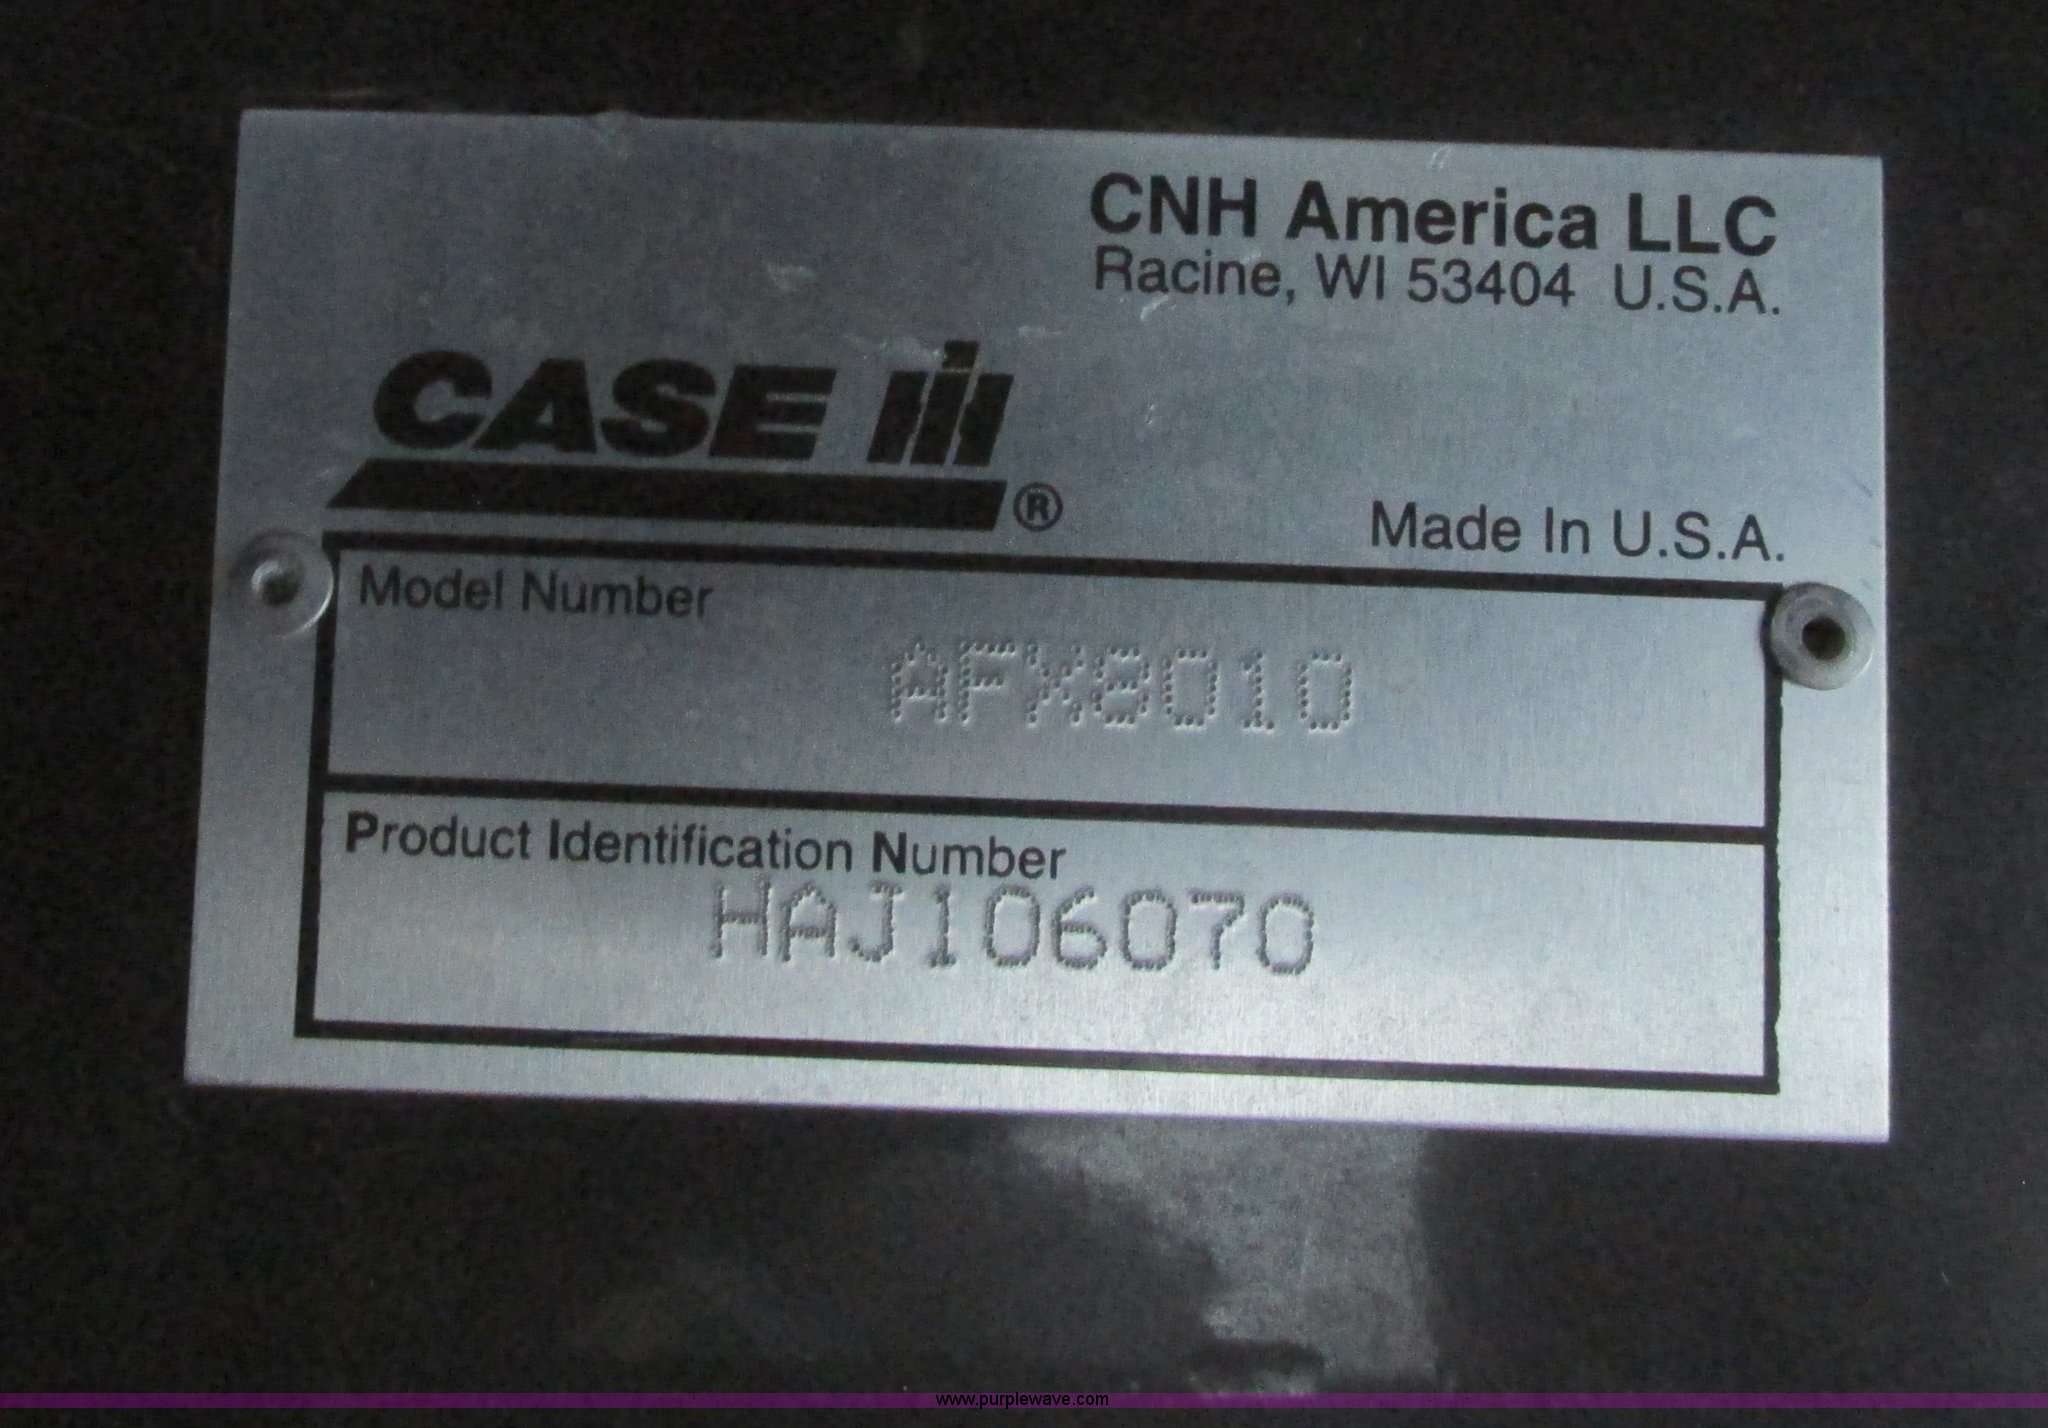 CNH America LLC
Racine, WI 53404 U.S.A.
CASE IH
®
Made In U.S.A.
Model Number
AFX8010
Product Identification Number
HAJ106070
www.purplewave.com